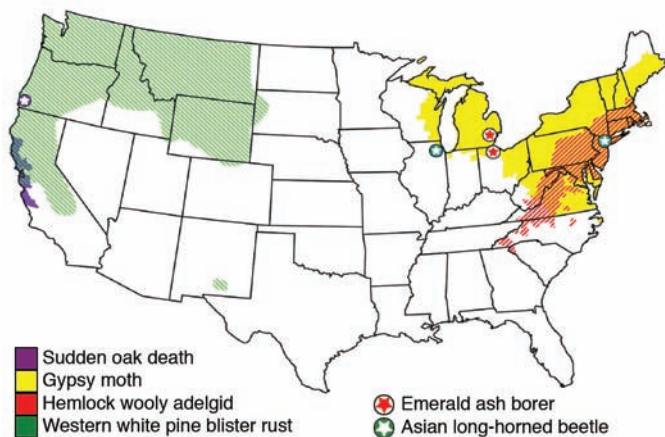 Sudden oak death
Gypsy moth
Hemlock wooly adelgid
Western white pine blister rust
Emerald ash borer
Asian long-horned beetle